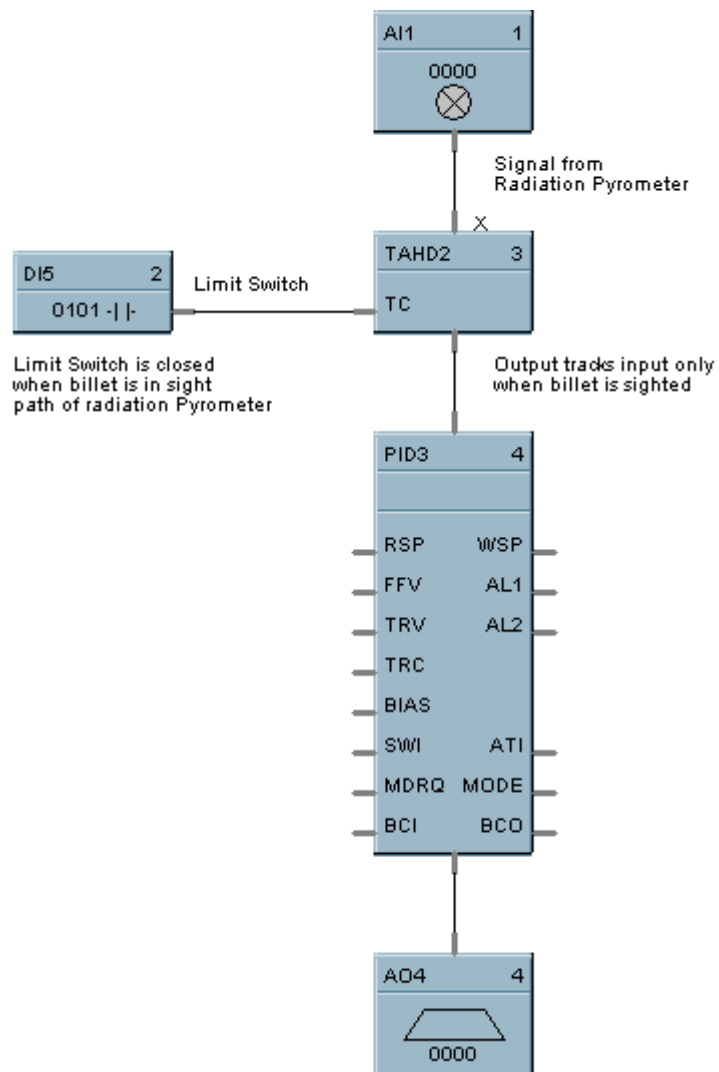 AI1 1
0000
Signal from
Radiation Pyrometer
X
TAHD2 3
TC
DI5 2
0101 -| |-
Limit Switch
Limit Switch is closed
when billet is in sight
path of radiation Pyrometer
Output tracks input only
when billet is sighted
PID3 4
RSP WSP
FFV AL1
TRV AL2
TRC
BIAS
SWI ATI
MDRQ MODE
BCI BCO
AO4 4
0000